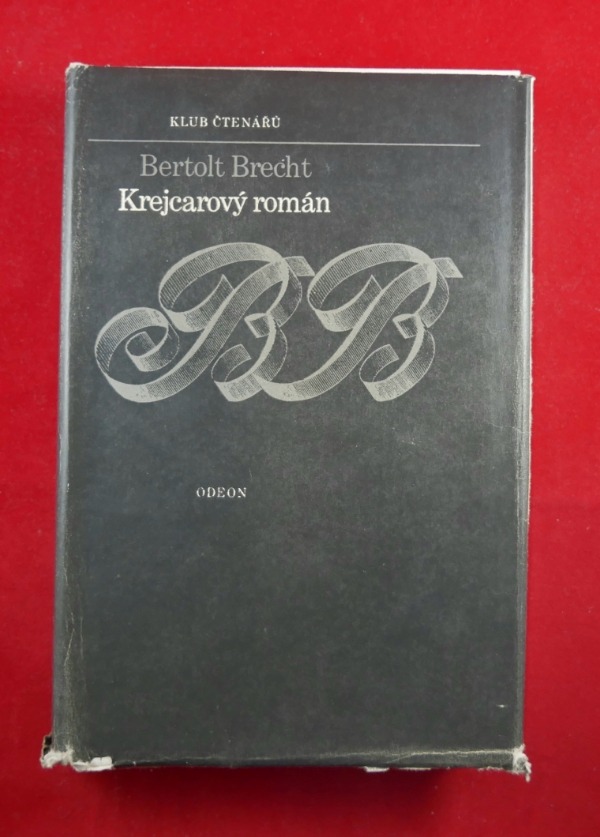 KLUB ČTENÁŘŮ
Bertolt Brecht
Krejcarový román
BB
ODEON